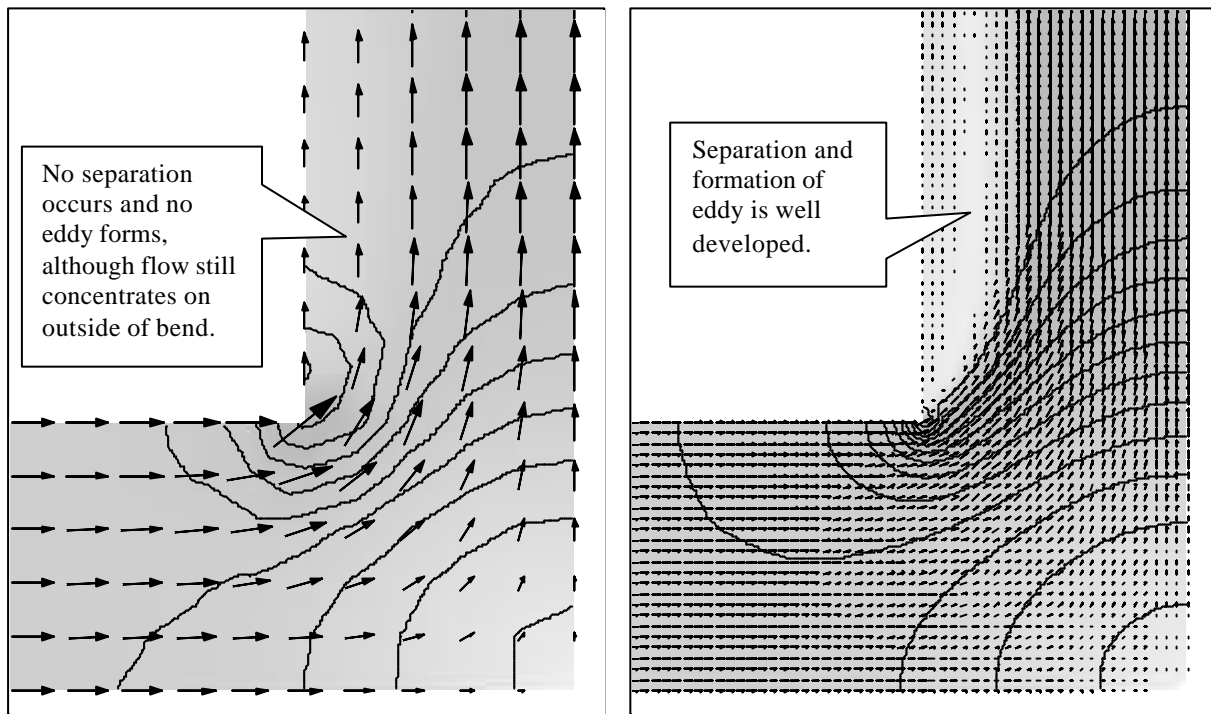 No separation
occurs and no
eddy forms,
although flow still
concentrates on
outside of bend.
Separation and
formation of
eddy is well
developed.